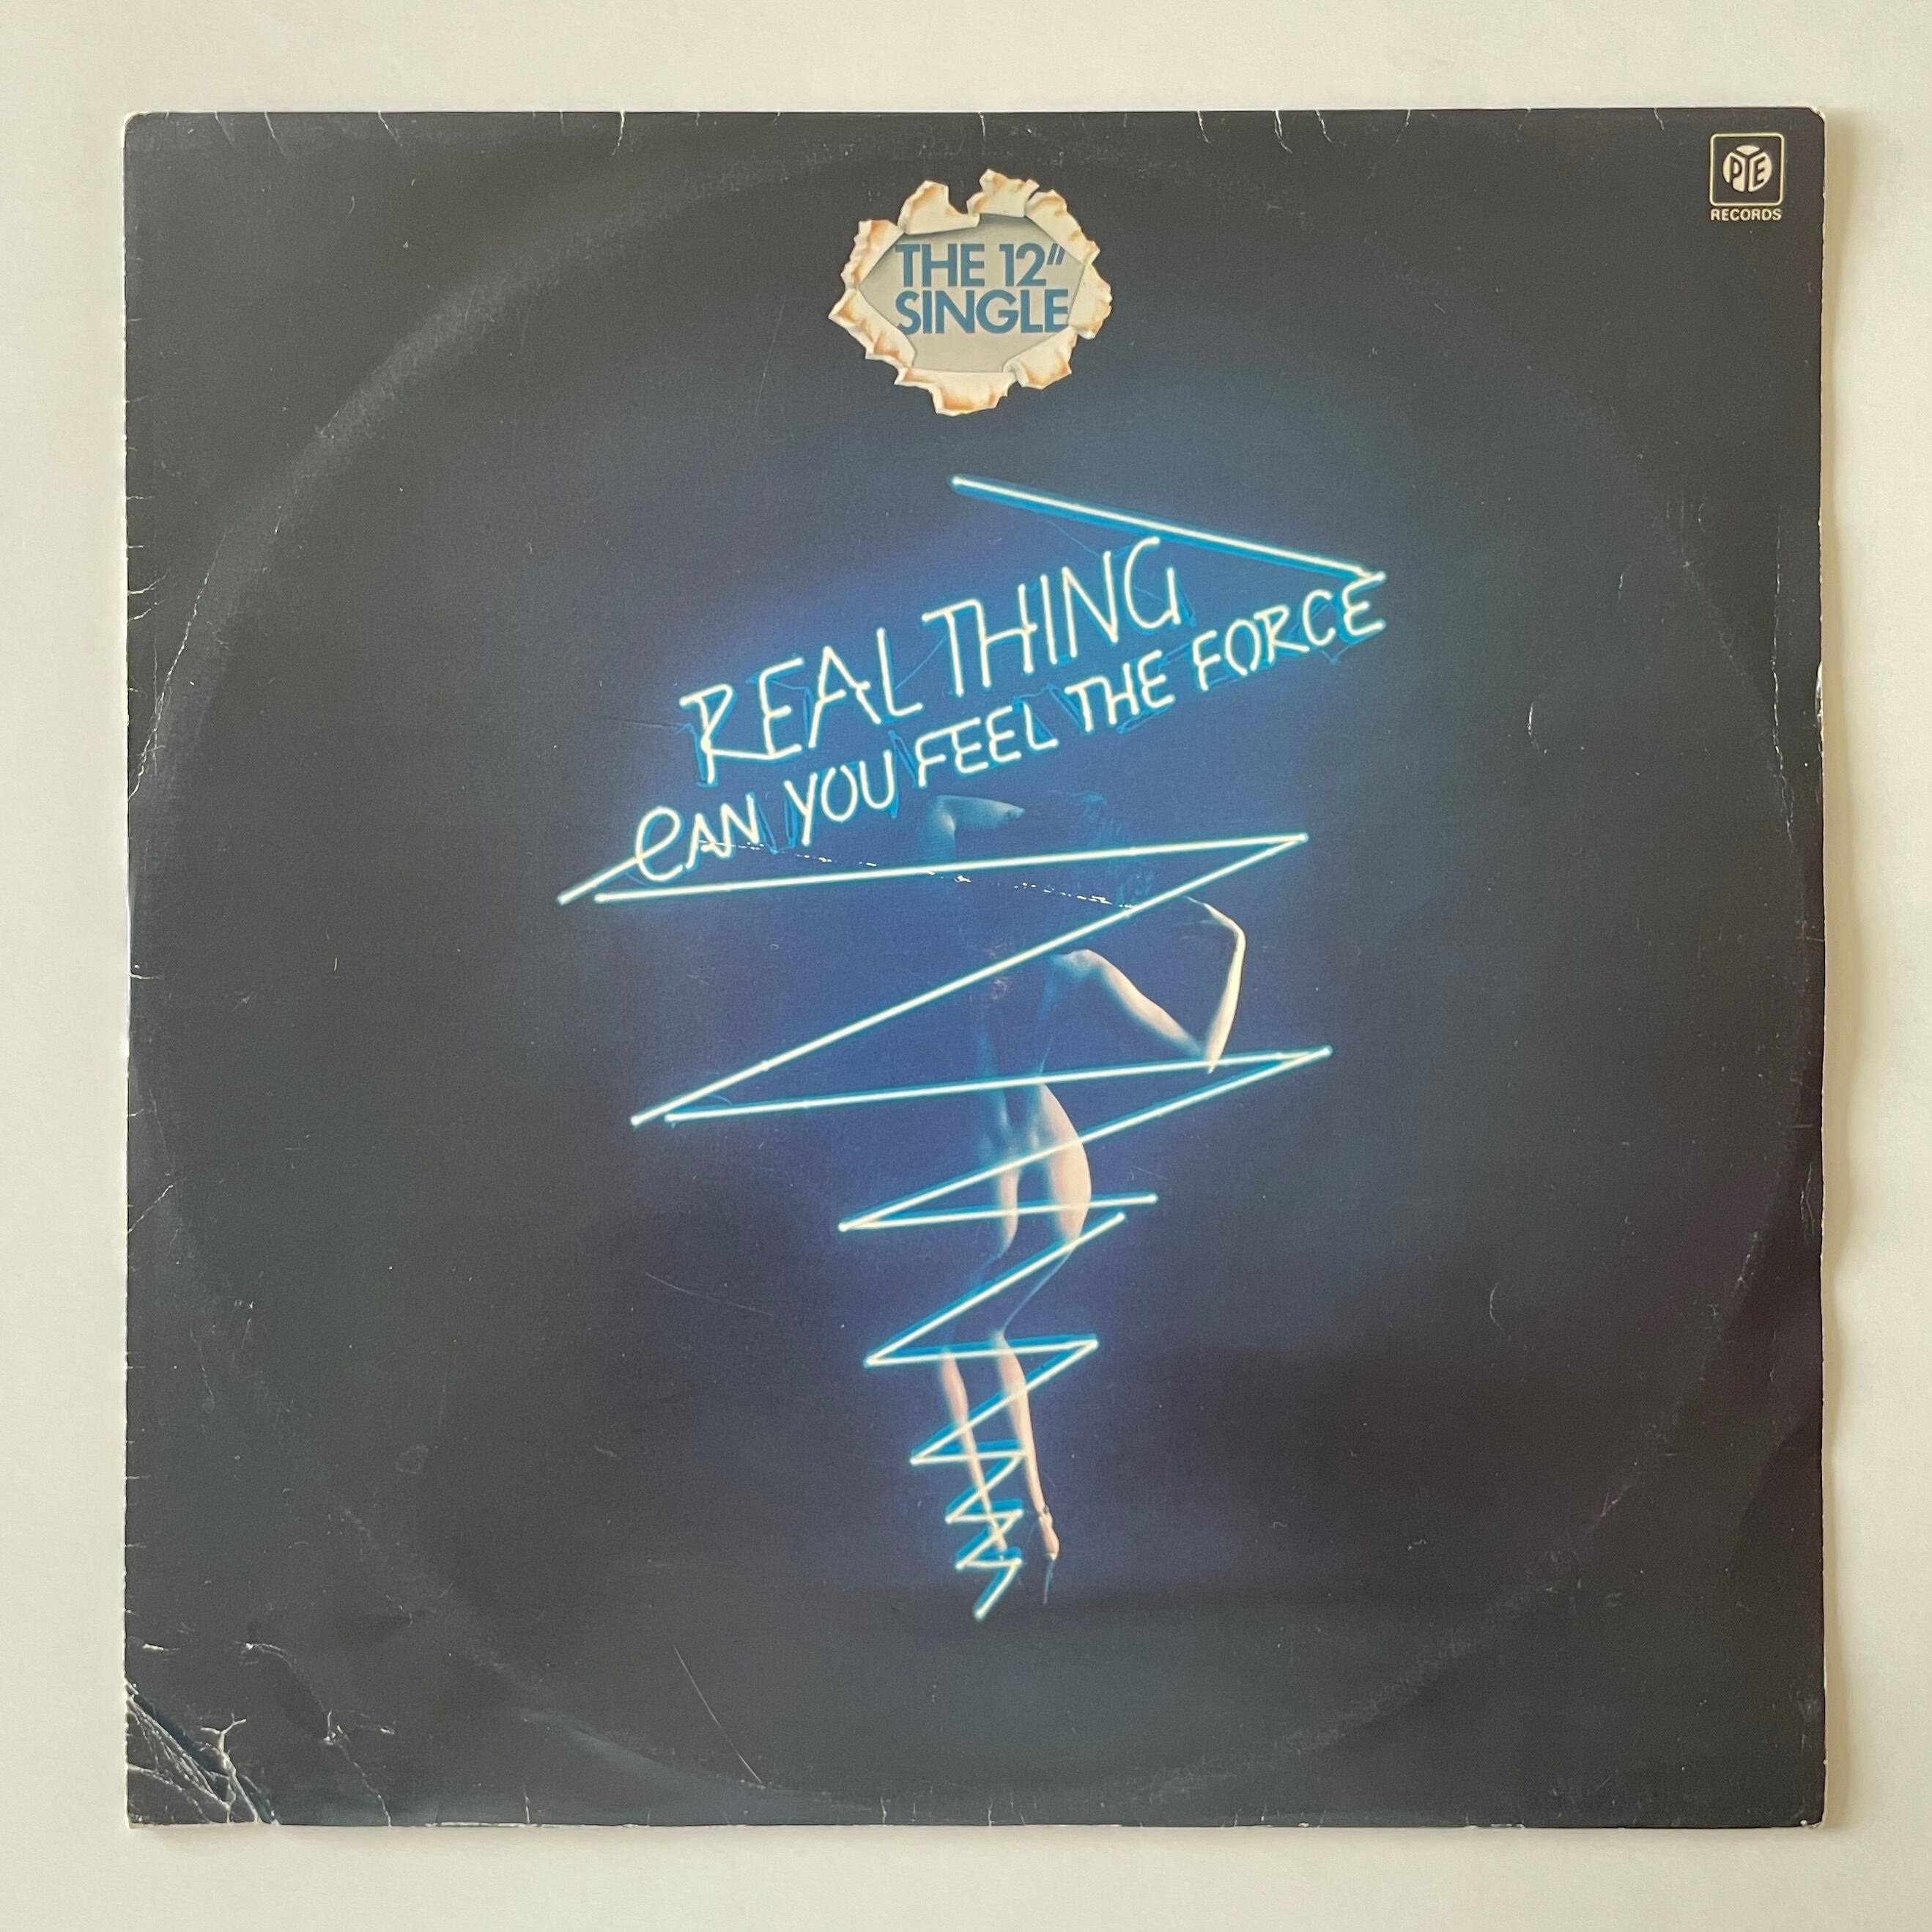 PYE
RECORDS
THE 12"
SINGLE
REAL THING
CAN YOU FEEL THE FORCE